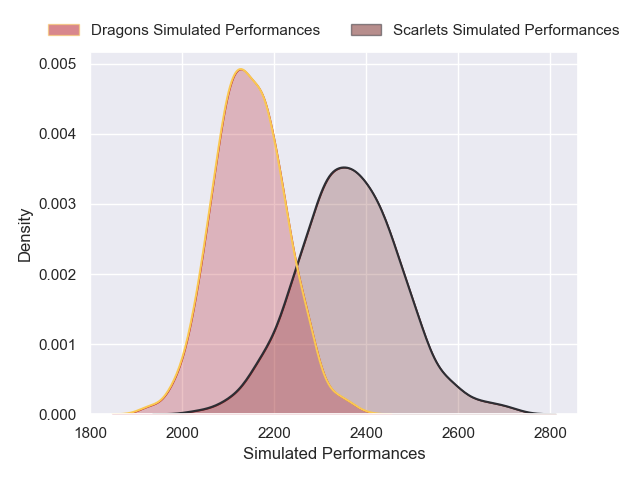 Dragons Simulated Performances Scarlets Simulated Performances
0.005
0.004
0.003
0.002
0.001
0.000
Density
1800 2000 2200 2400 2600 2800
Simulated Performances